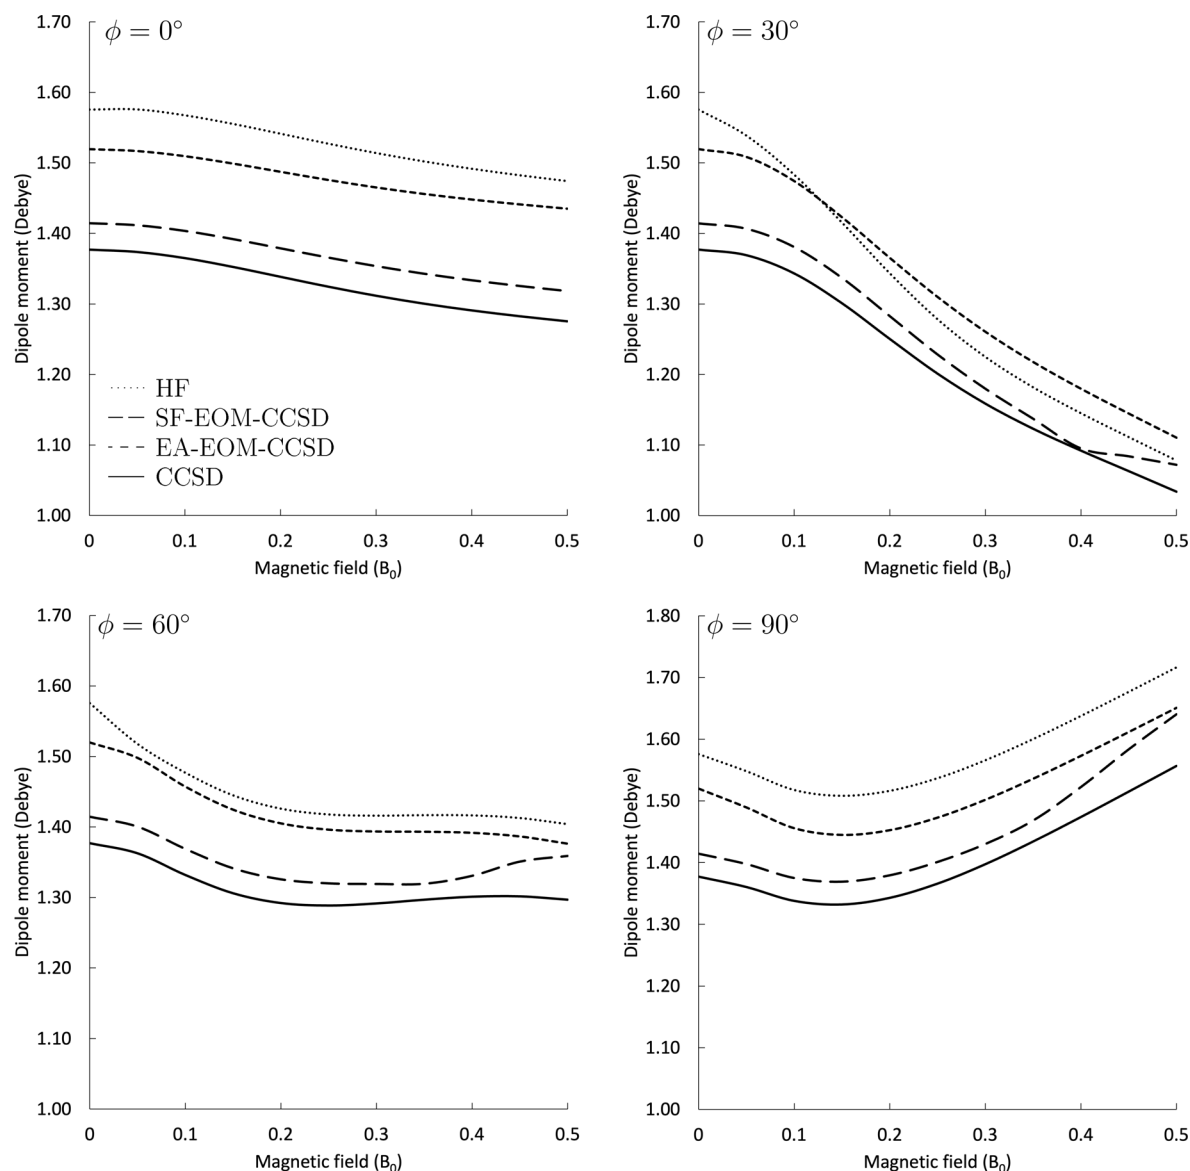 ϕ = 0°
Dipole moment (Debye)
1.70
1.60
1.50
1.40
1.30
1.20
1.10
1.00
0 0.1 0.2 0.3 0.4 0.5
Magnetic field (B₀)
HF
SF-EOM-CCSD
EA-EOM-CCSD
CCSD
ϕ = 30°
Dipole moment (Debye)
1.70
1.60
1.50
1.40
1.30
1.20
1.10
1.00
0 0.1 0.2 0.3 0.4 0.5
Magnetic field (B₀)
ϕ = 60°
Dipole moment (Debye)
1.70
1.60
1.50
1.40
1.30
1.20
1.10
1.00
0 0.1 0.2 0.3 0.4 0.5
Magnetic field (B₀)
ϕ = 90°
Dipole moment (Debye)
1.80
1.70
1.60
1.50
1.40
1.30
1.20
1.10
1.00
0 0.1 0.2 0.3 0.4 0.5
Magnetic field (B₀)